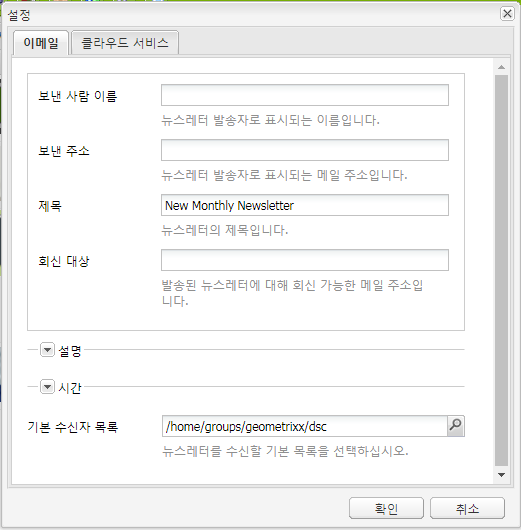 설정
이메일 클라우드 서비스
보낸 사람 이름
뉴스레터 발송자로 표시되는 이름입니다.
보낸 주소
뉴스레터 발송자로 표시되는 메일 주소입니다.
제목 New Monthly Newsletter
뉴스레터의 제목입니다.
회신 대상
발송된 뉴스레터에 대해 회신 가능한 메일 주소입
니다.
설명
시간
기본 수신자 목록 /home/groups/geometrixx/dsc
뉴스레터를 수신할 기본 목록을 선택하십시오.
확인 취소